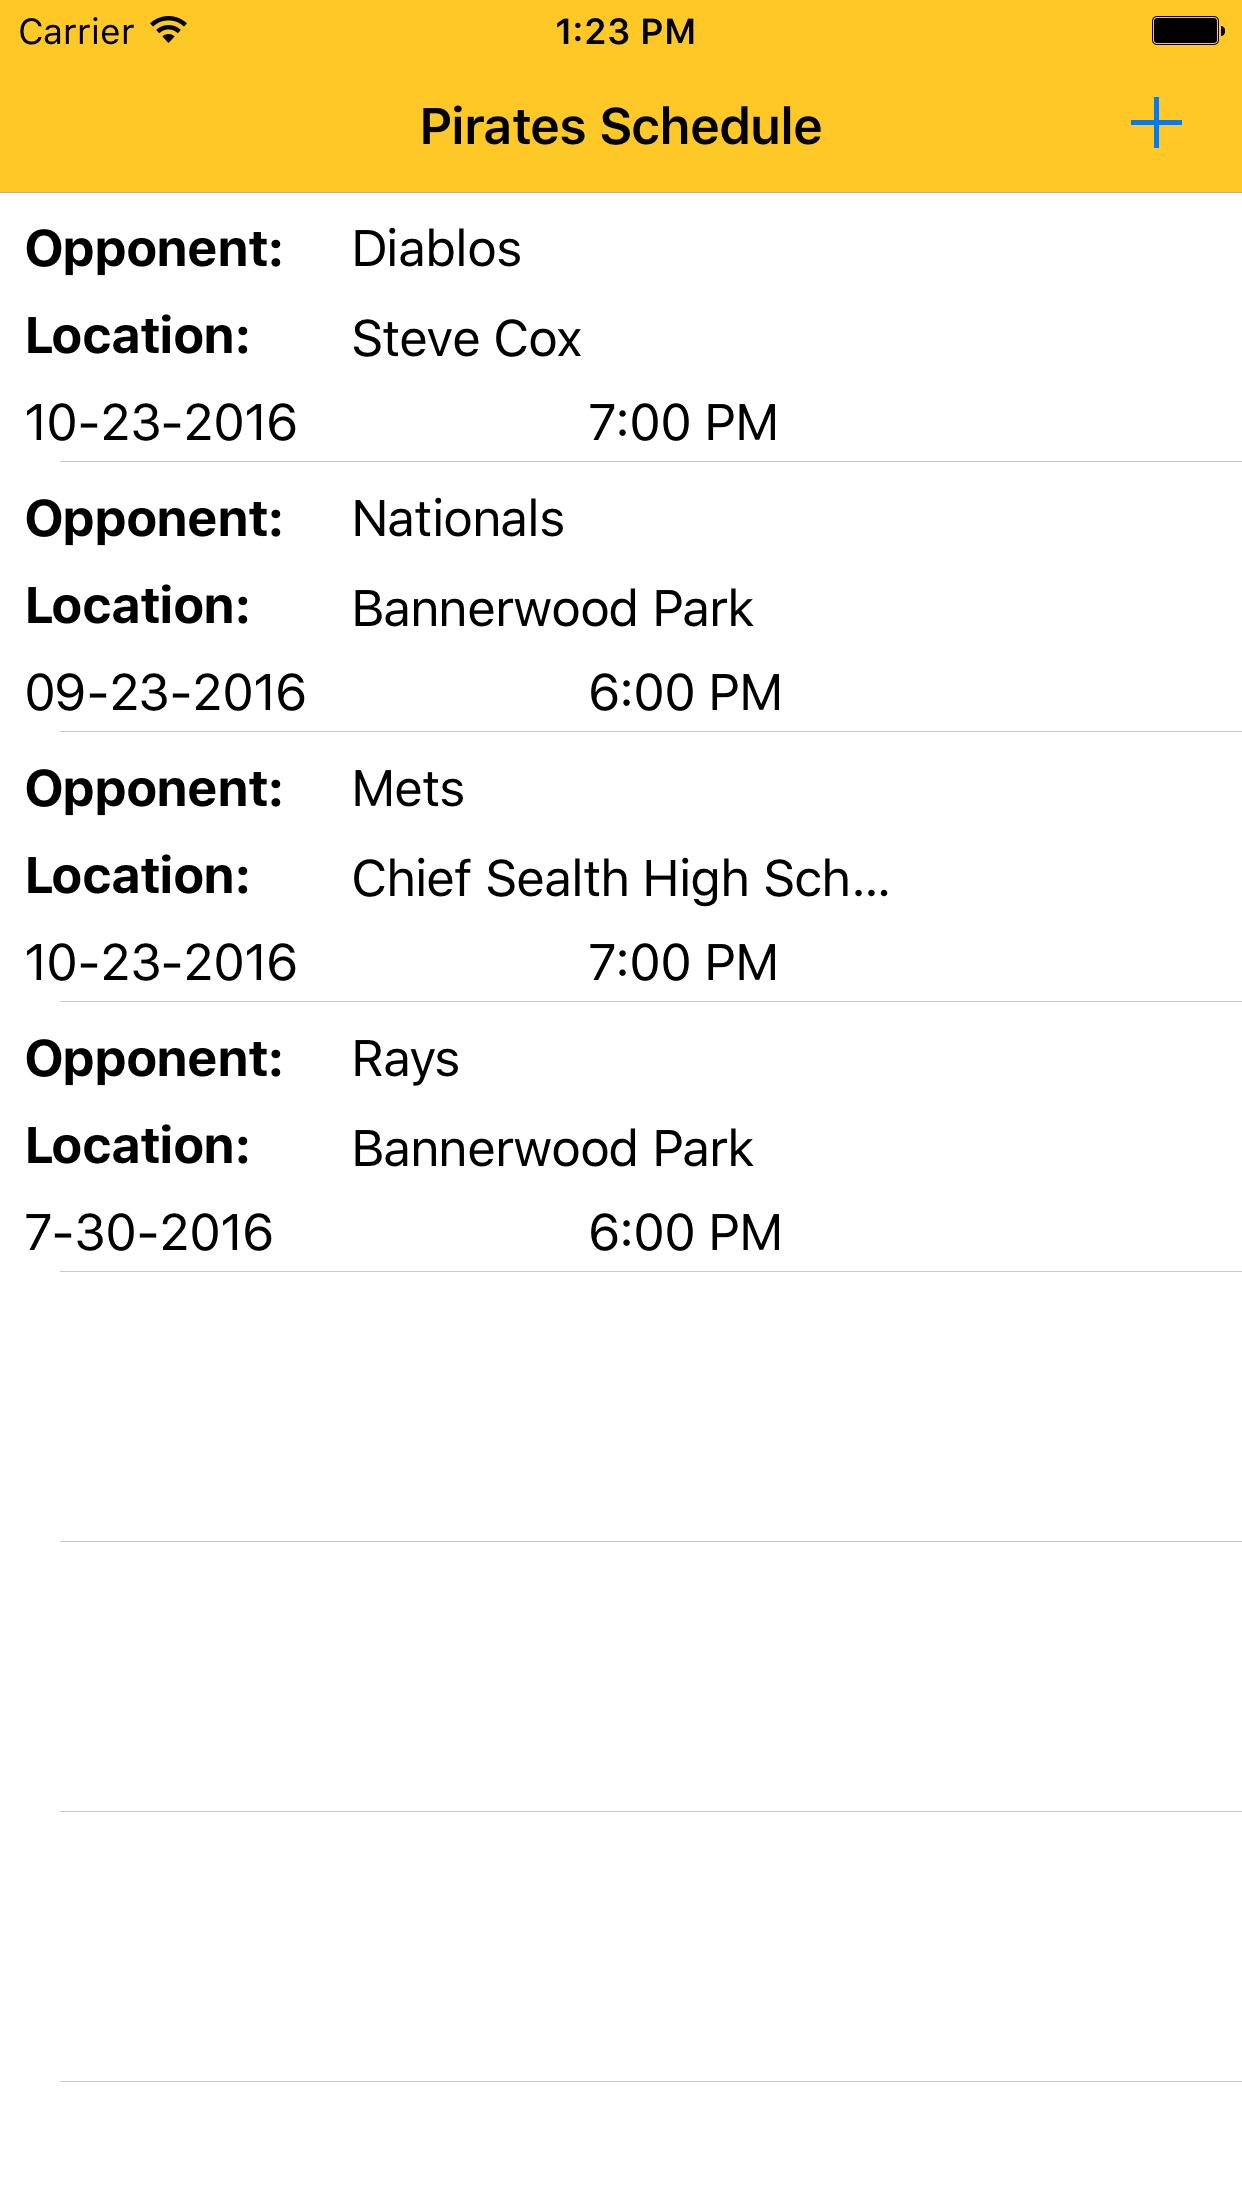 Carrier 1:23 PM
Pirates Schedule +
Opponent: Diablos
Location: Steve Cox
10-23-2016 7:00 PM
Opponent: Nationals
Location: Bannerwood Park
09-23-2016 6:00 PM
Opponent: Mets
Location: Chief Sealth High Sch...
10-23-2016 7:00 PM
Opponent: Rays
Location: Bannerwood Park
7-30-2016 6:00 PM